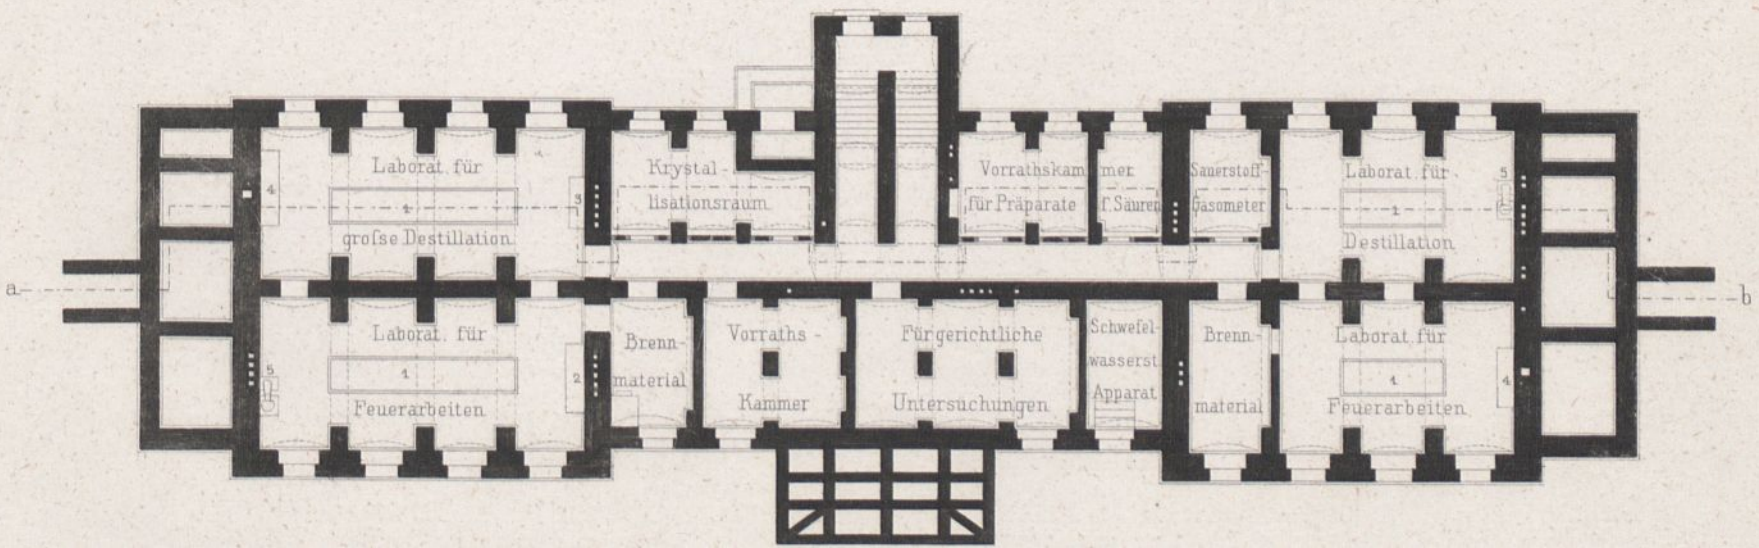 Laborat. für
grofse Destillation
4
1
3
Krystal-
lisationsraum
Vorrathskammer
für Präparate
f. Säuren
Sauerstoff-
Gasometer
Laborat. für
Destillation
1
5
a
b
Laborat. für
Feuerarbeiten
5
1
2
Brenn-
material
Vorraths-
Kammer
Für gerichtliche
Untersuchungen
Schwefel-
wasserst.
Apparat
Brenn-
material
Laborat. für
Feuerarbeiten
1
4